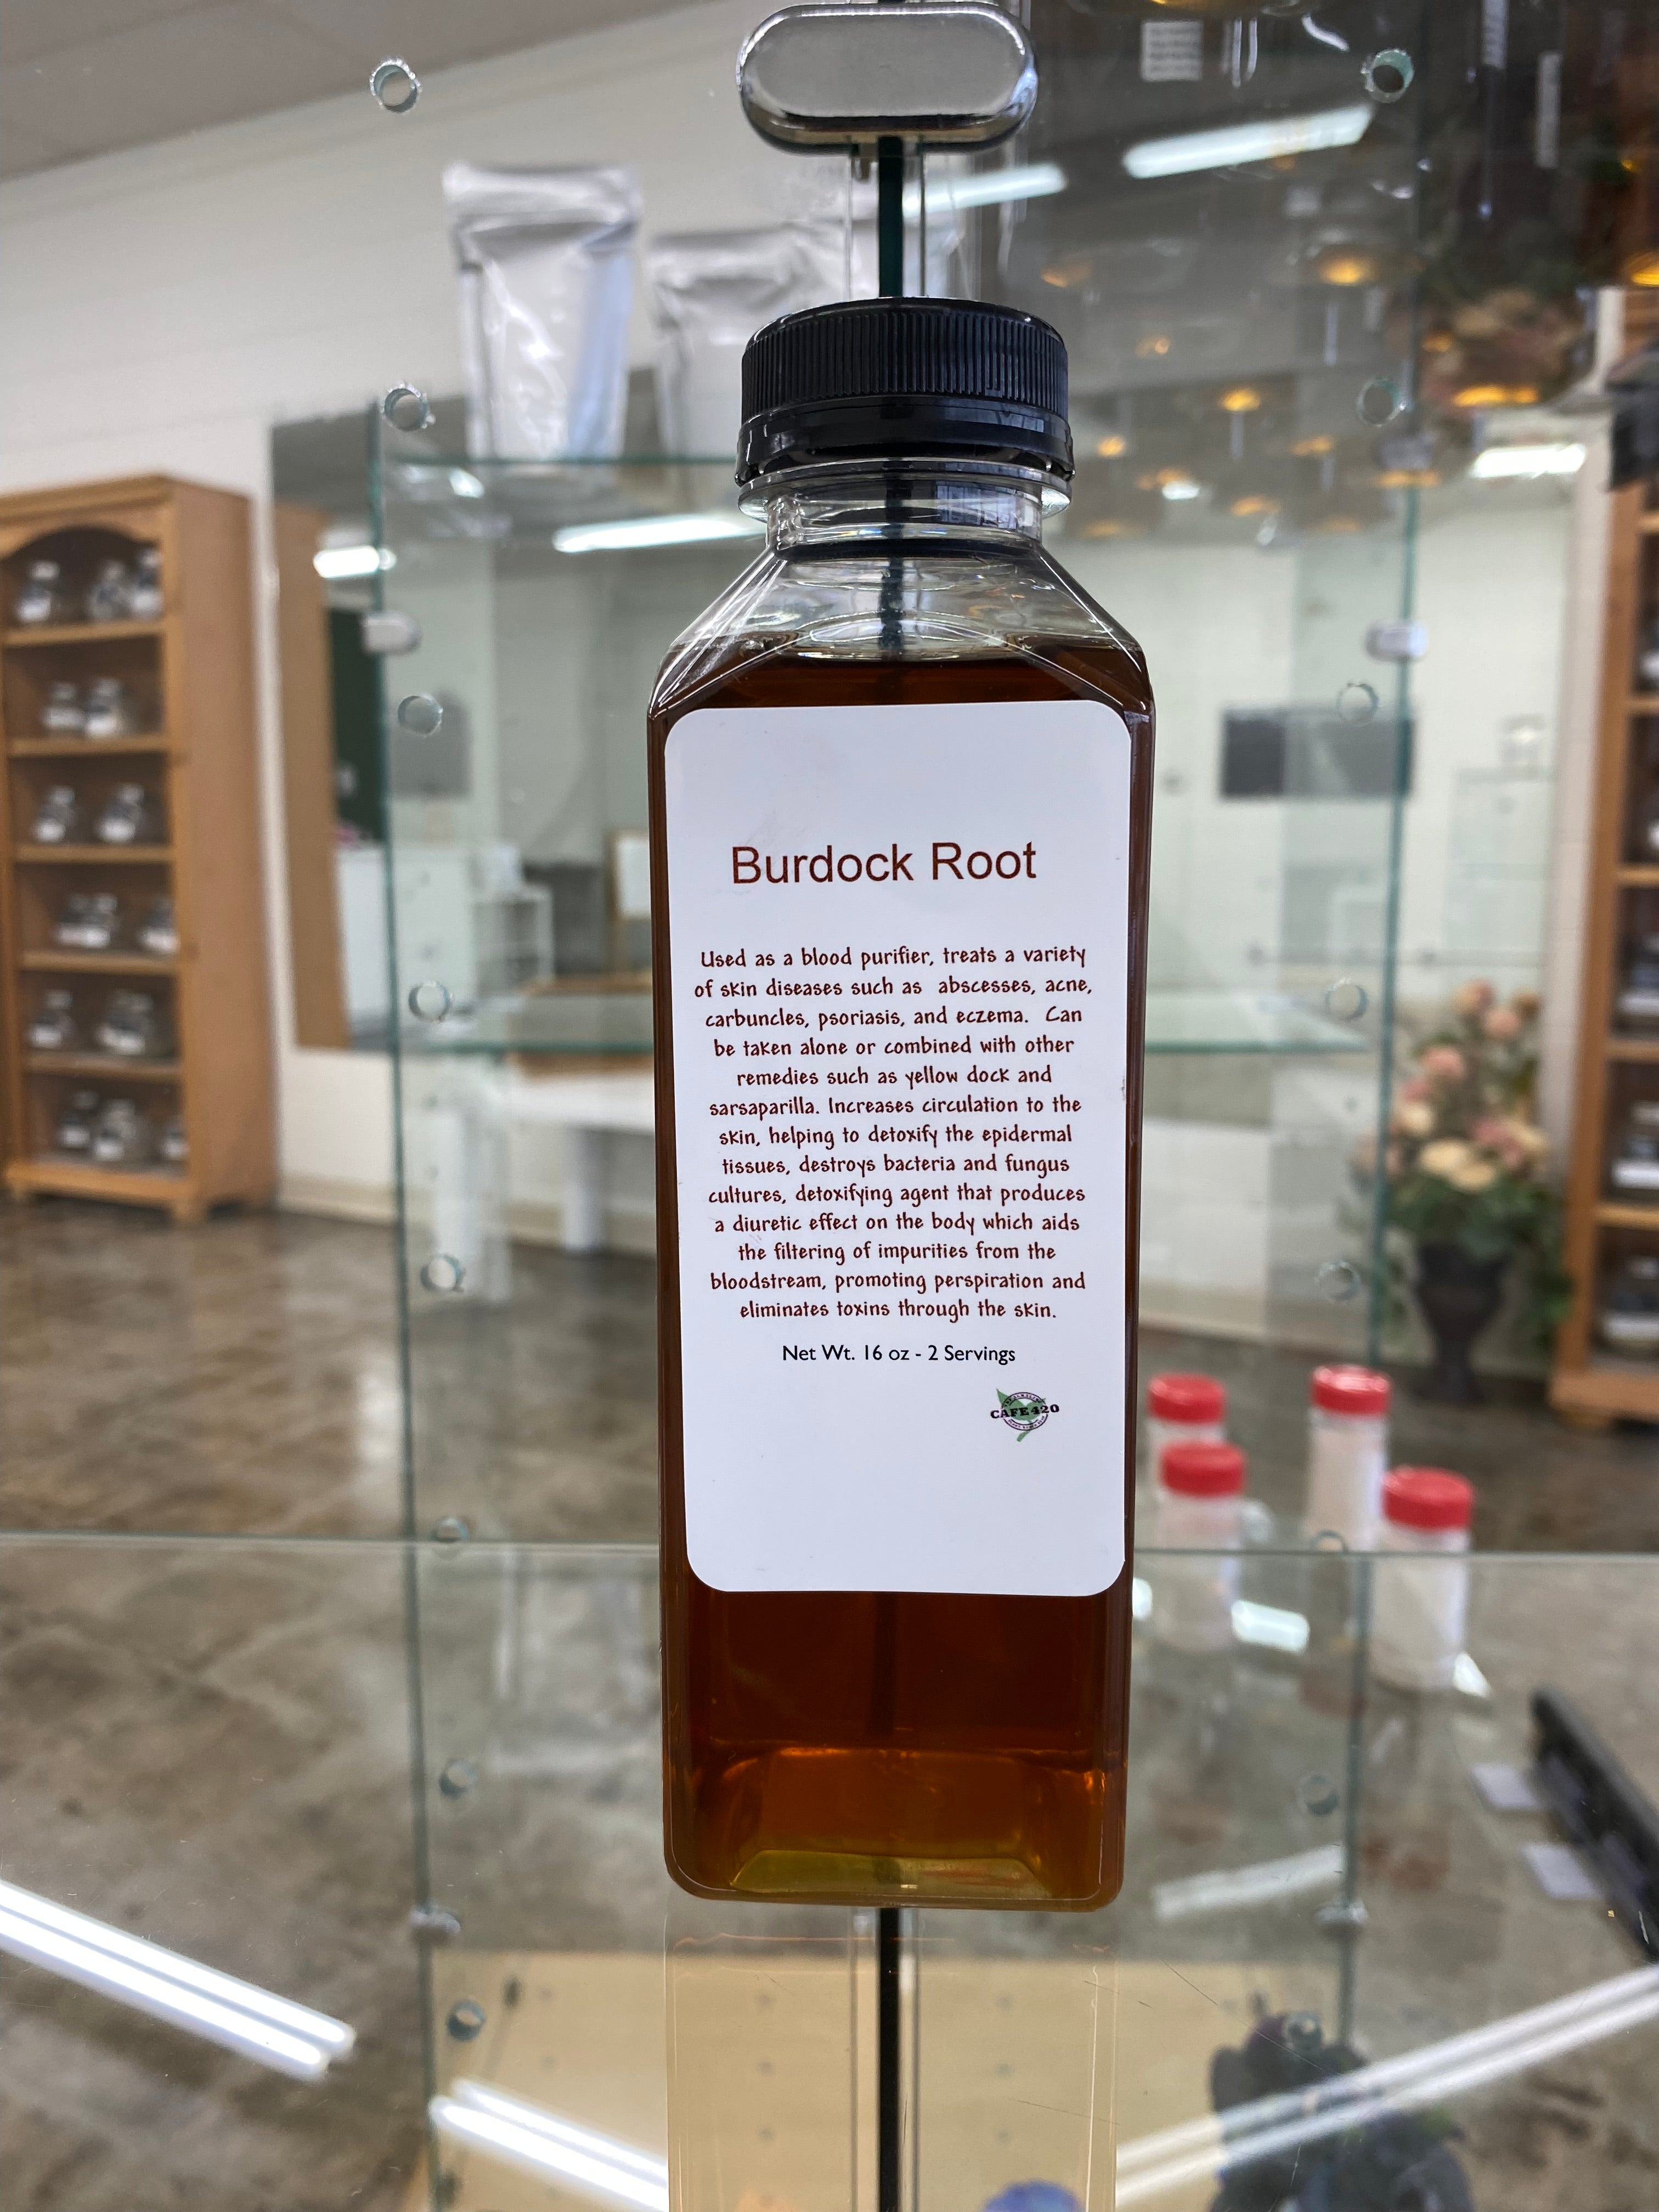 Burdock Root
Used as a blood purifier, treats a variety
of skin diseases such as abscesses, acne,
carbuncles, psoriasis, and eczema. Can
be taken alone or combined with other
remedies such as yellow dock and
sarsaparilla. Increases circulation to the
skin, helping to detoxify the epidermal
tissues, destroys bacteria and fungus
cultures, detoxifying agent that produces
a diuretic effect on the body which aids
the filtering of impurities from the
bloodstream, promoting perspiration and
eliminates toxins through the skin.
Net Wt. 16 oz - 2 Servings
CAFE 420